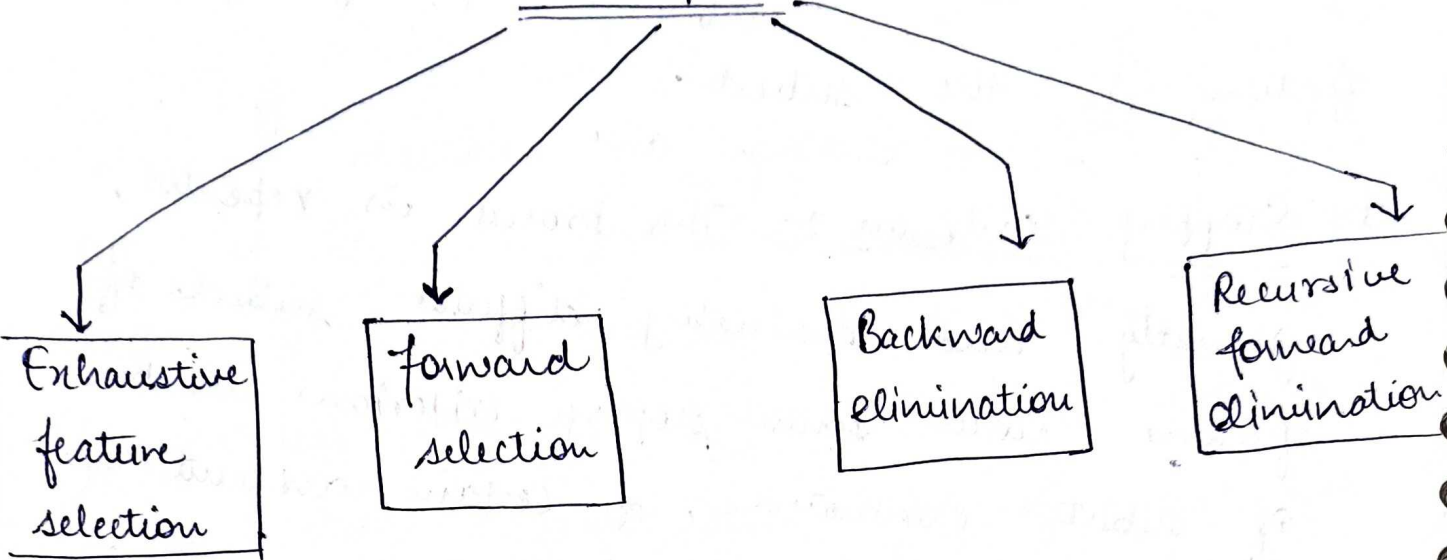 Exhaustive
feature
selection
forward
selection
Backward
elimination
Recursive
forward
elimination